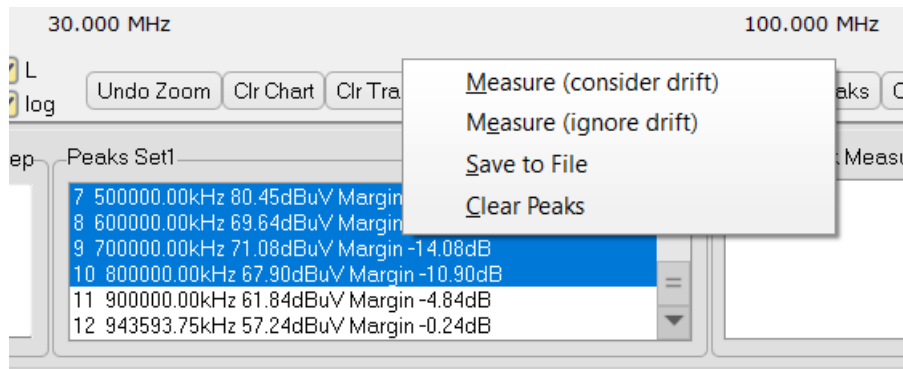 30.000 MHz
100.000 MHz
L
log
Undo Zoom
Clr Chart
Clr Tra
Measure (consider drift)
Measure (ignore drift)
Save to File
Clear Peaks
aks
ep
Peaks Set1
Measu
7 500000.00kHz 80.45dBuV Margin
8 600000.00kHz 69.64dBuV Margin
9 700000.00kHz 71.08dBuV Margin -14.08dB
10 800000.00kHz 67.90dBuV Margin -10.90dB
11 900000.00kHz 61.84dBuV Margin -4.84dB
12 943593.75kHz 57.24dBuV Margin -0.24dB